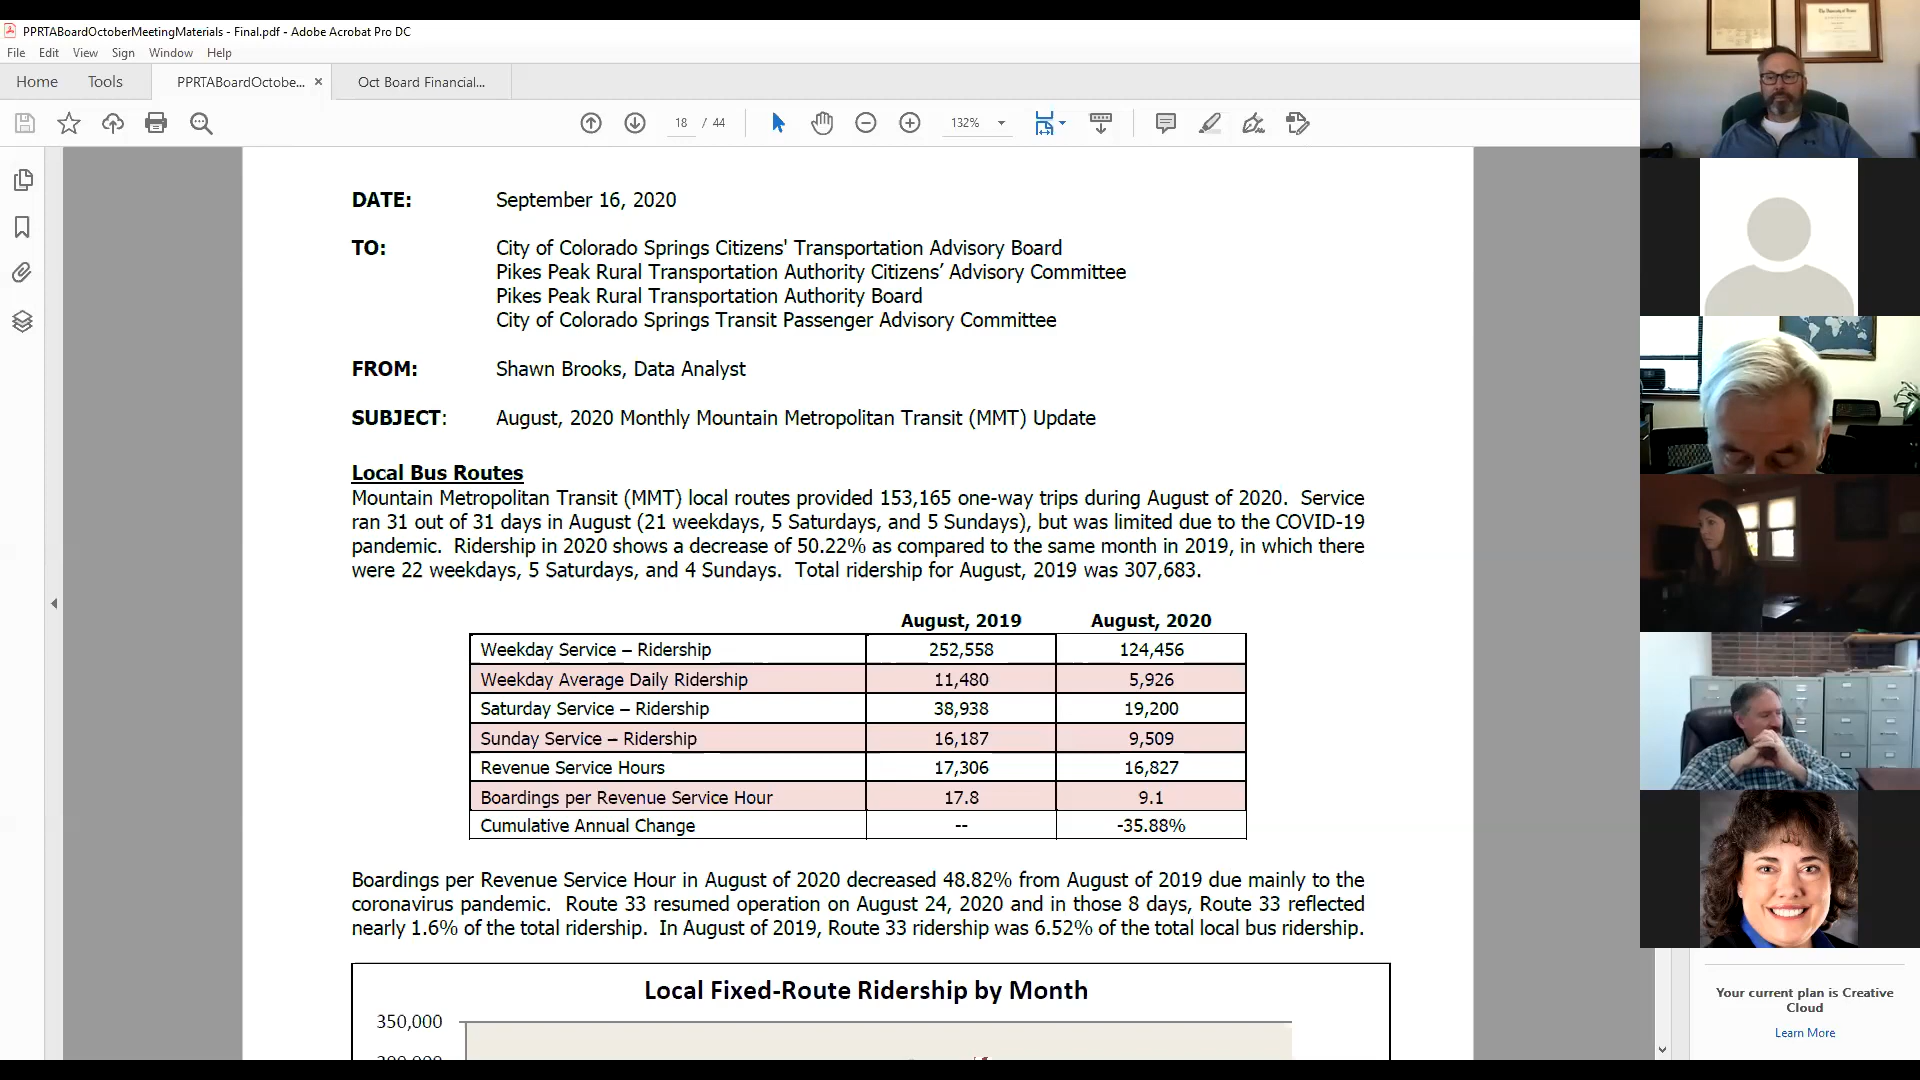 PPRTABoardOctoberMeetingMaterials - Final.pdf - Adobe Acrobat Pro DC
File Edit View Sign Window Help
Home Tools PPRTABoardOctobe... × Oct Board Financial...
18 / 44 132%
DATE: September 16, 2020
TO: City of Colorado Springs Citizens' Transportation Advisory Board
Pikes Peak Rural Transportation Authority Citizens’ Advisory Committee
Pikes Peak Rural Transportation Authority Board
City of Colorado Springs Transit Passenger Advisory Committee
FROM: Shawn Brooks, Data Analyst
SUBJECT: August, 2020 Monthly Mountain Metropolitan Transit (MMT) Update
Local Bus Routes
Mountain Metropolitan Transit (MMT) local routes provided 153,165 one-way trips during August of 2020. Service
ran 31 out of 31 days in August (21 weekdays, 5 Saturdays, and 5 Sundays), but was limited due to the COVID-19
pandemic. Ridership in 2020 shows a decrease of 50.22% as compared to the same month in 2019, in which there
were 22 weekdays, 5 Saturdays, and 4 Sundays. Total ridership for August, 2019 was 307,683.
August, 2019 August, 2020
Weekday Service – Ridership 252,558 124,456
Weekday Average Daily Ridership 11,480 5,926
Saturday Service – Ridership 38,938 19,200
Sunday Service – Ridership 16,187 9,509
Revenue Service Hours 17,306 16,827
Boardings per Revenue Service Hour 17.8 9.1
Cumulative Annual Change -- -35.88%
Boardings per Revenue Service Hour in August of 2020 decreased 48.82% from August of 2019 due mainly to the
coronavirus pandemic. Route 33 resumed operation on August 24, 2020 and in those 8 days, Route 33 reflected
nearly 1.6% of the total ridership. In August of 2019, Route 33 ridership was 6.52% of the total local bus ridership.
Local Fixed-Route Ridership by Month
350,000
Your current plan is Creative
Cloud
Learn More